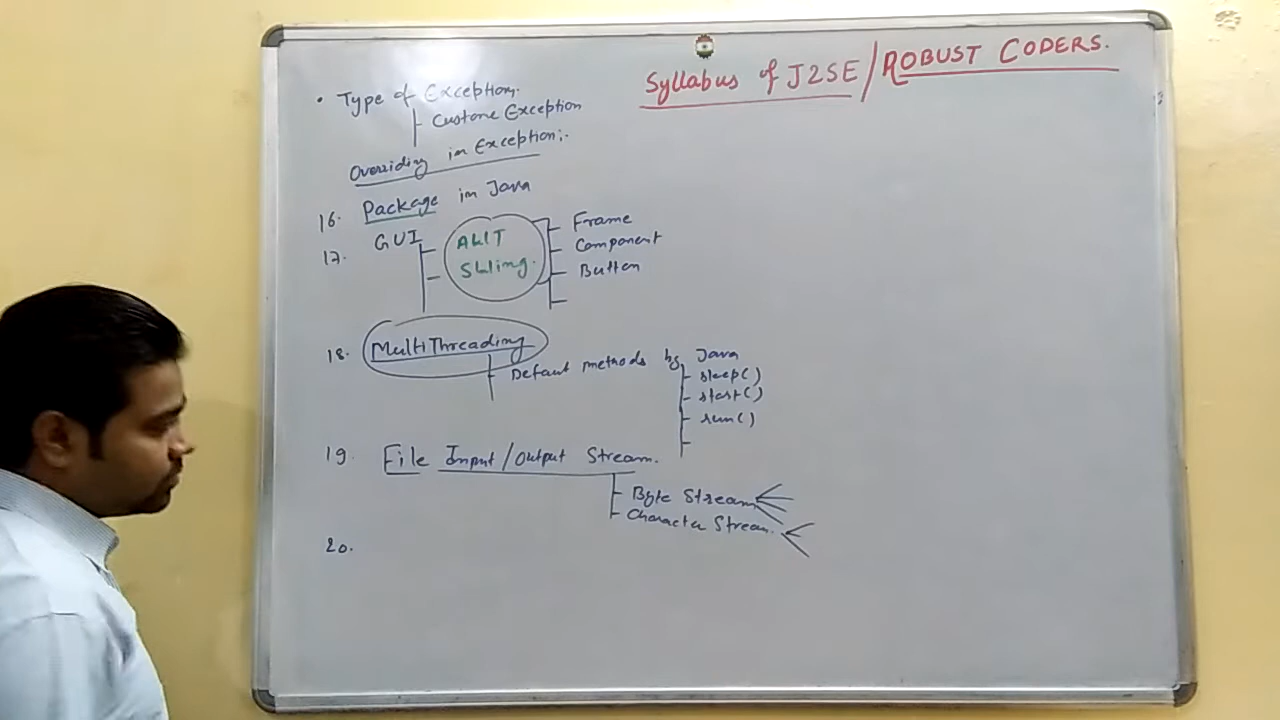 Syllabus of J2SE/ROBUST CODERS.
• Type of Exception.
Custone Exception
Overriding in Exception:-
16. Package in Java
17. GUI
AWT
Swing.
Frame
Component
Button
18. MultiThreading
Defaut methods by Java
sleep()
start()
run()
19. File Input/Output Stream.
Byte Stream
Character Stream.
20.